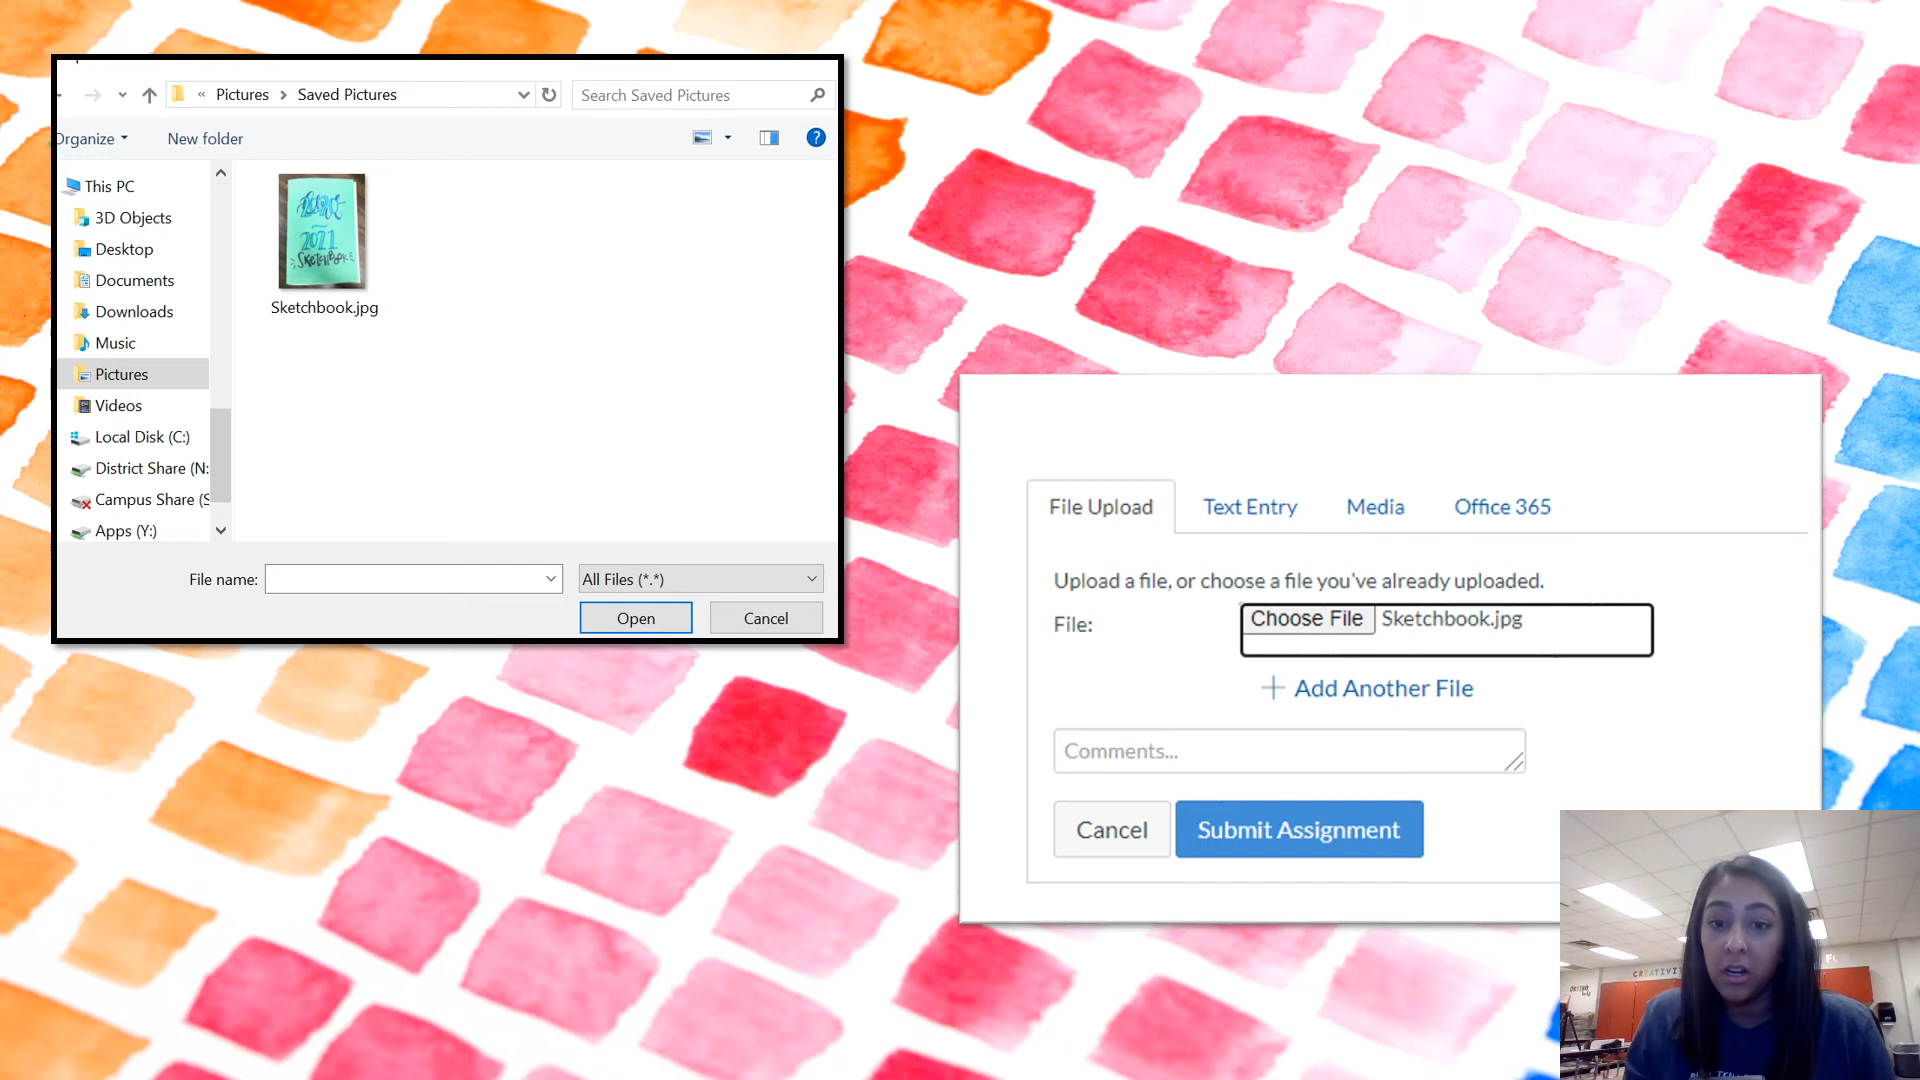 « Pictures > Saved Pictures
Search Saved Pictures
Organize
New folder
This PC
3D Objects
Desktop
Documents
Downloads
Music
Pictures
Videos
Local Disk (C:)
District Share (N:
Campus Share (S
Apps (Y:)
2021
SketchBook
Sketchbook.jpg
File name:
All Files (*.*)
Open
Cancel
File Upload
Text Entry
Media
Office 365
Upload a file, or choose a file you've already uploaded.
File:
Choose File
Sketchbook.jpg
+ Add Another File
Comments...
Cancel
Submit Assignment
CREATIVI